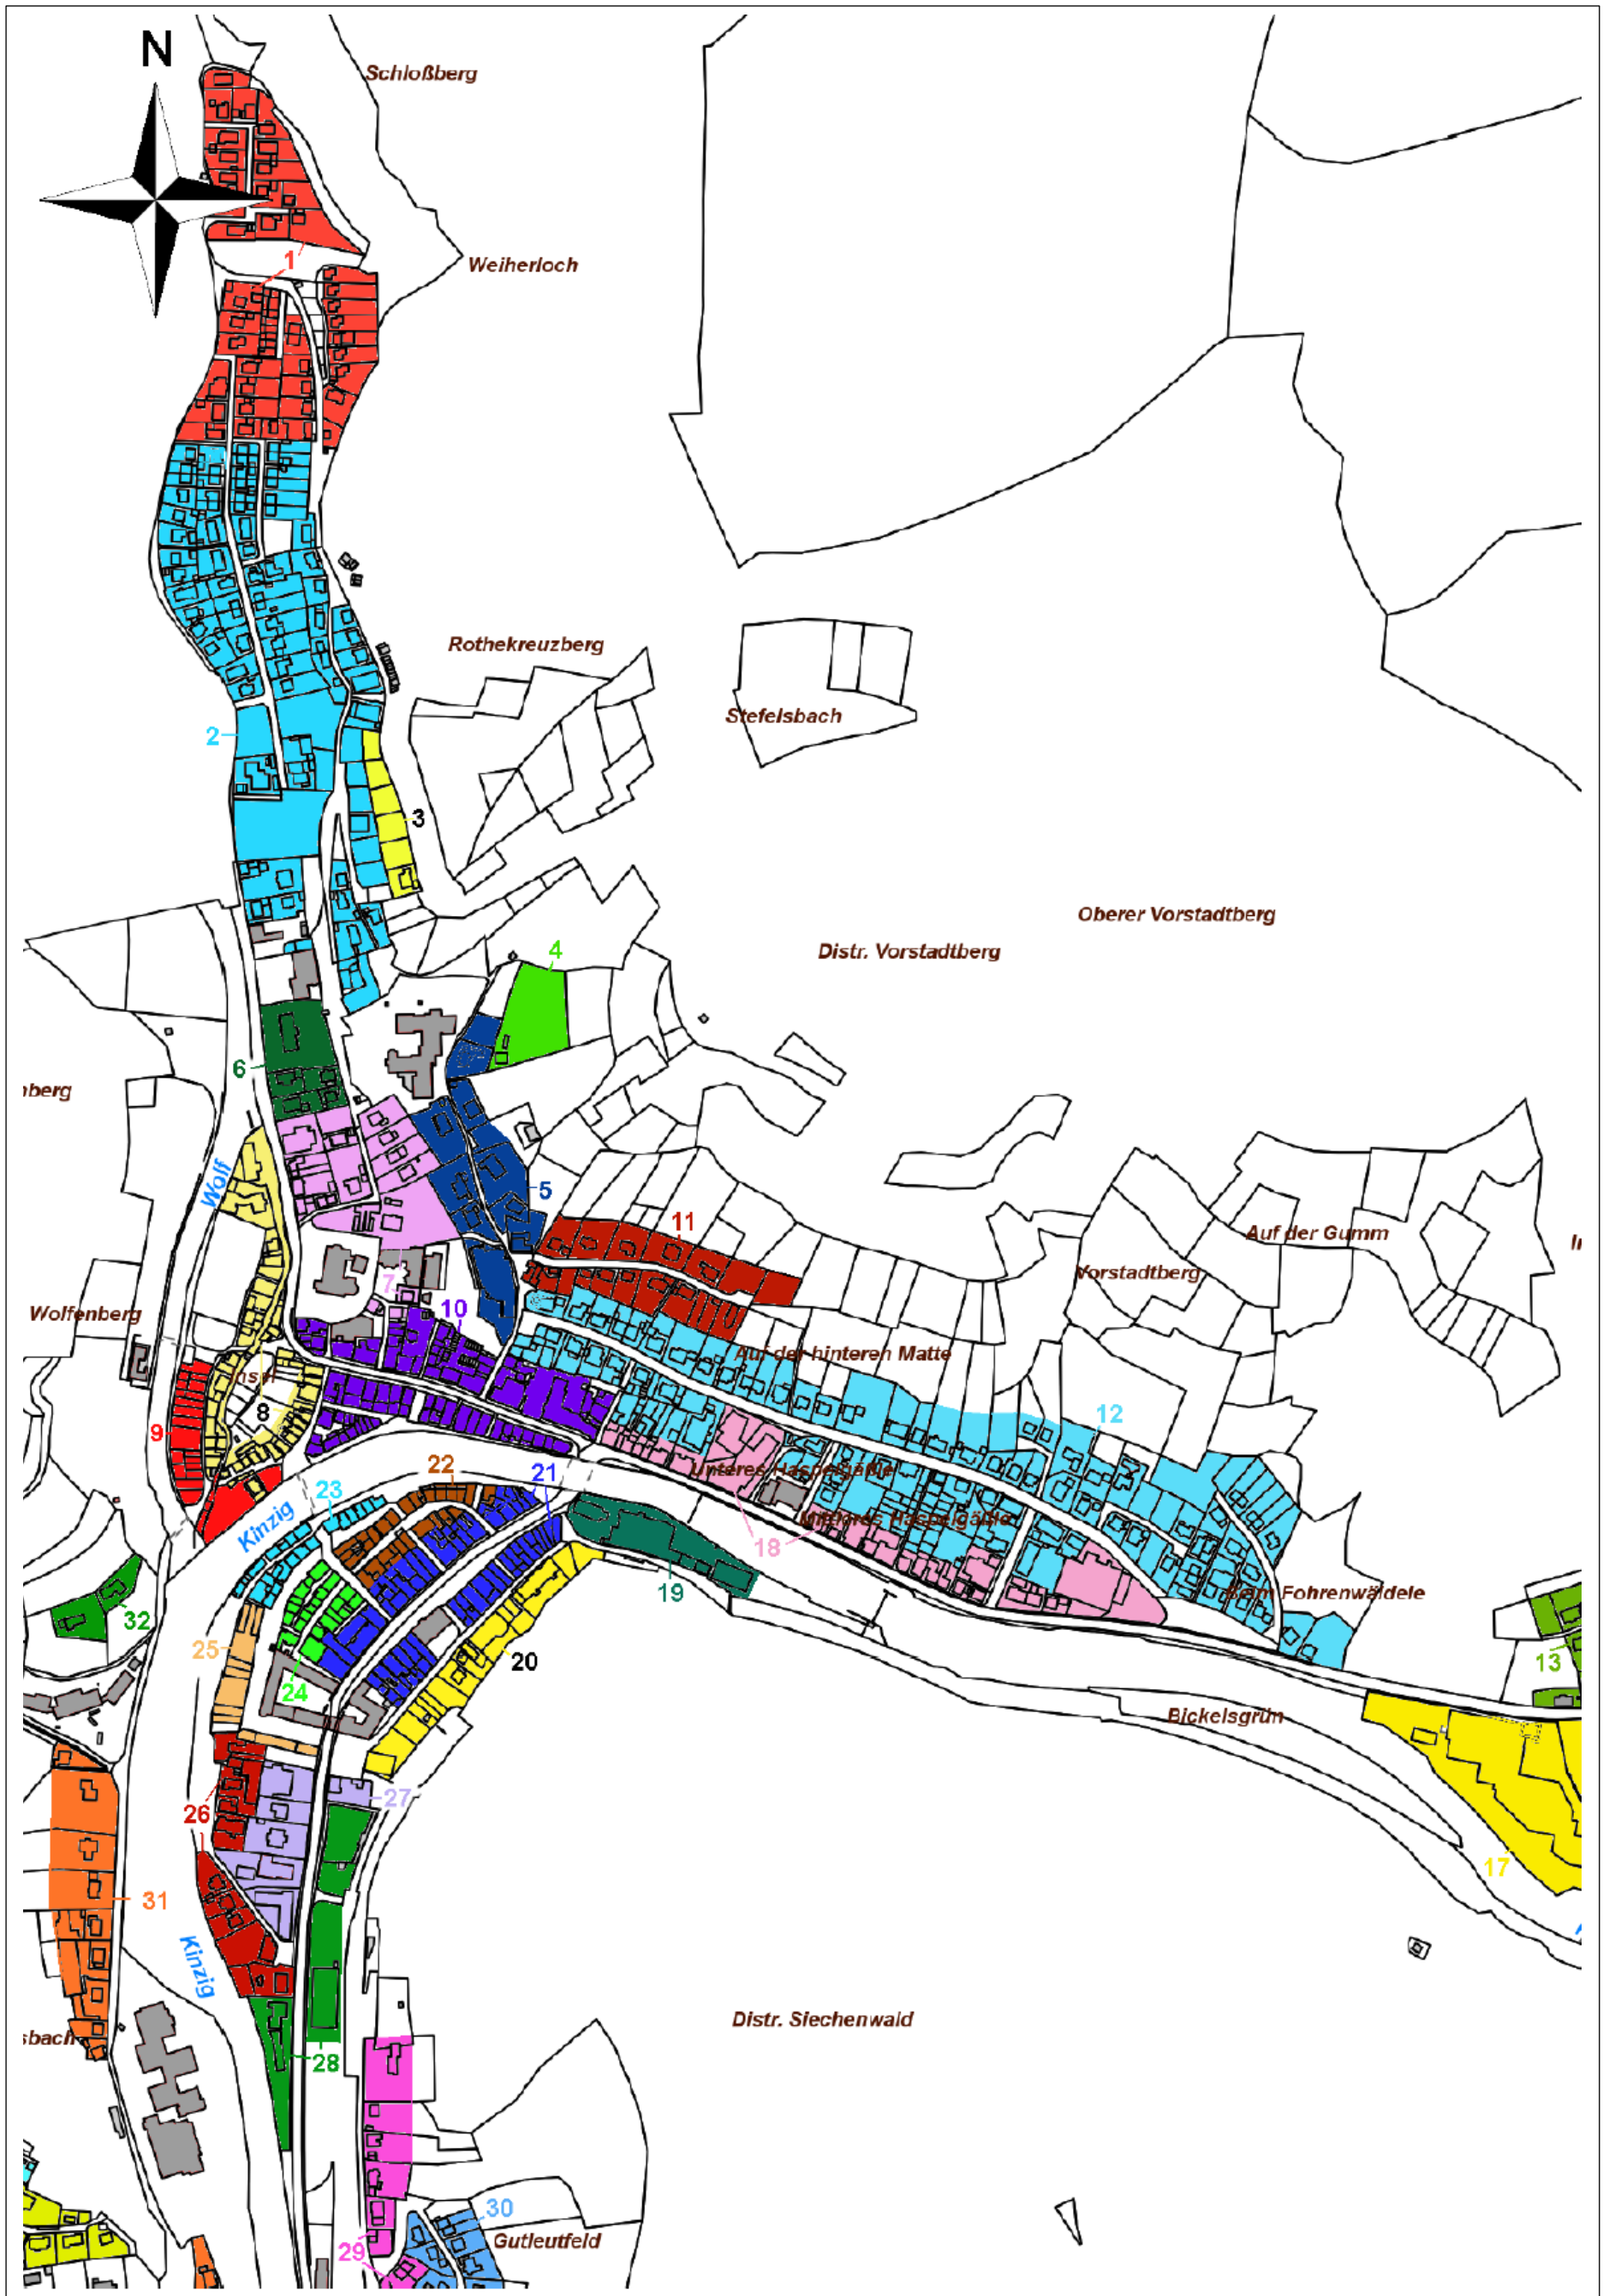 N
Schloßberg
1
Weiherloch
Rothekreuzberg
Stefelsbach
2
3
Oberer Vorstadtberg
4
Distr. Vorstadtberg
6
nberg
Wolf
5
11
Auf der Gumm
Vorstadtberg
7
10
Wolfenberg
Auf der hinteren Matte
Insel
8
12
9
22
21
Unteres Haspelgäßle
23
Kinzig
Mittleres Haspelgäßle
18
19
Beim Fohrenwäldele
32
25
20
13
24
Bickelsgrün
27
26
17
31
Kinzig
Distr. Siechenwald
sbach
28
30
Gutleutfeld
29